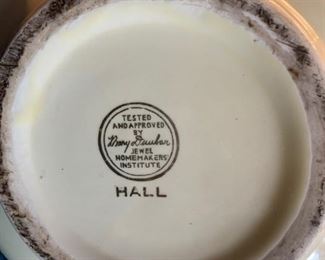 TESTED
AND APPROVED
BY
Mary Dunbar
JEWEL
HOMEMAKERS
INSTITUTE
HALL